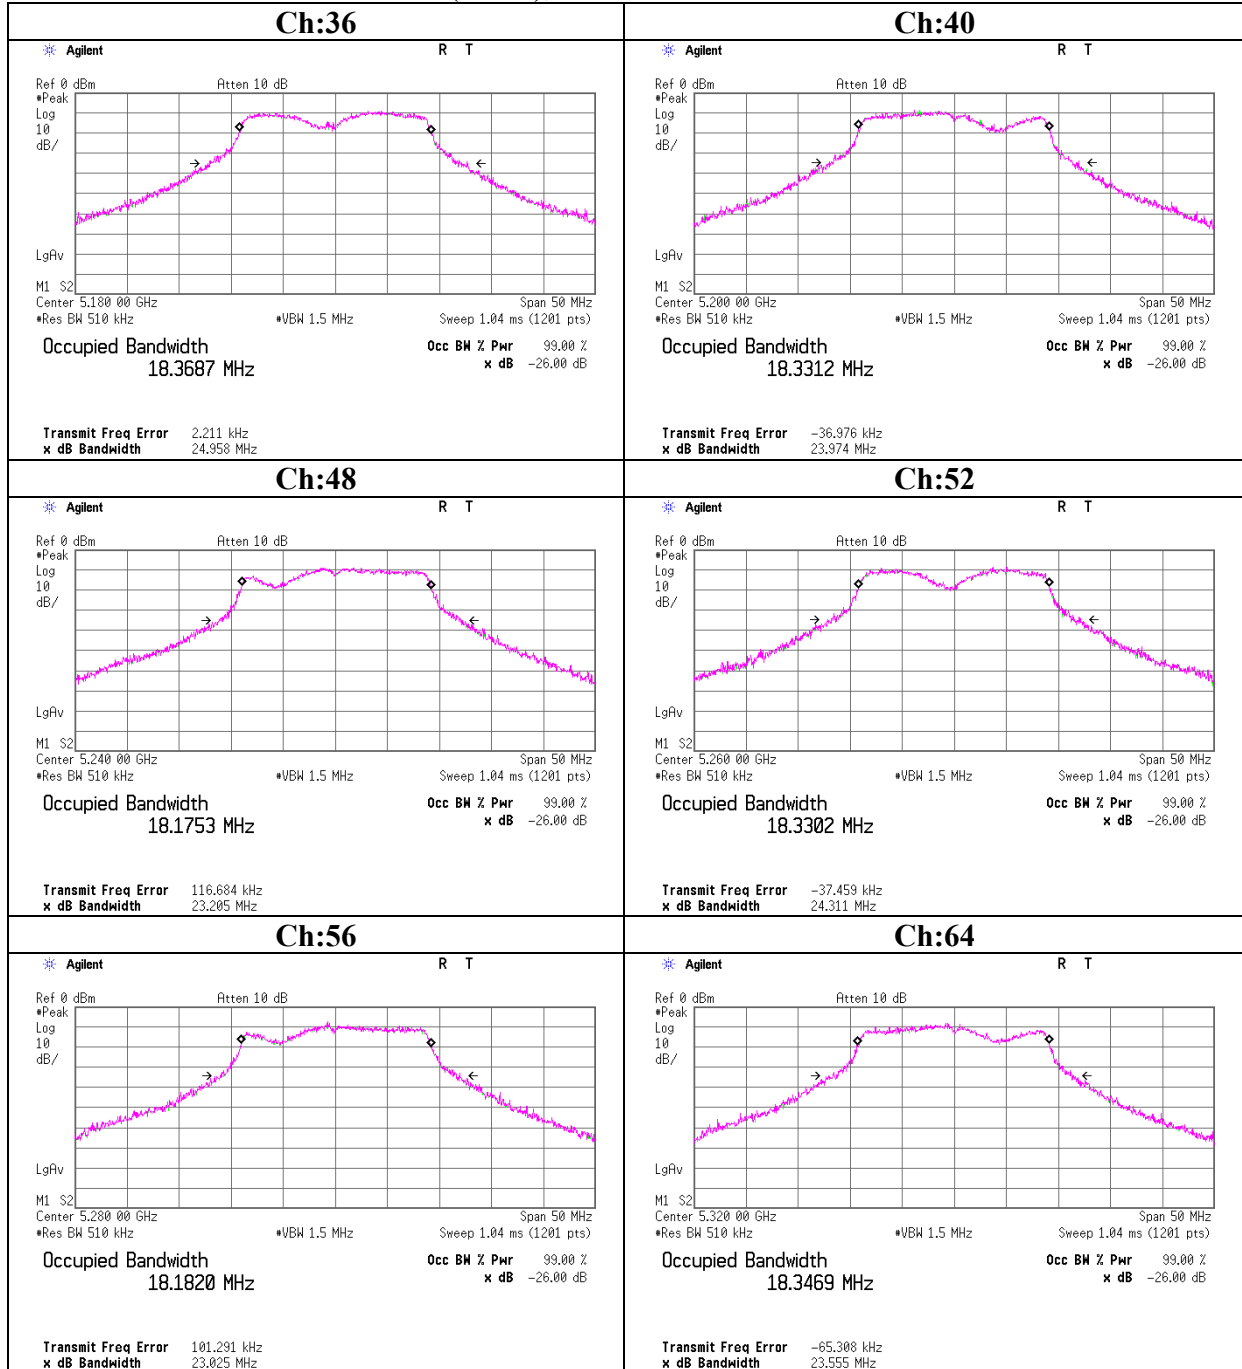 Ch:36
Agilent
R T
Ref 0 dBm
Atten 10 dB
#Peak
Log
10
dB/
LgAv
M1 S2
Center 5.180 00 GHz
Span 50 MHz
#Res BW 510 kHz
#VBW 1.5 MHz
Sweep 1.04 ms (1201 pts)
Occupied Bandwidth
18.3687 MHz
Occ BW % Pwr 99.00 %
x dB -26.00 dB
Transmit Freq Error 2.211 kHz
x dB Bandwidth 24.958 MHz
Ch:40
Agilent
R T
Ref 0 dBm
Atten 10 dB
#Peak
Log
10
dB/
LgAv
M1 S2
Center 5.200 00 GHz
Span 50 MHz
#Res BW 510 kHz
#VBW 1.5 MHz
Sweep 1.04 ms (1201 pts)
Occupied Bandwidth
18.3312 MHz
Occ BW % Pwr 99.00 %
x dB -26.00 dB
Transmit Freq Error -36.976 kHz
x dB Bandwidth 23.974 MHz
Ch:48
Agilent
R T
Ref 0 dBm
Atten 10 dB
#Peak
Log
10
dB/
LgAv
M1 S2
Center 5.240 00 GHz
Span 50 MHz
#Res BW 510 kHz
#VBW 1.5 MHz
Sweep 1.04 ms (1201 pts)
Occupied Bandwidth
18.1753 MHz
Occ BW % Pwr 99.00 %
x dB -26.00 dB
Transmit Freq Error 116.684 kHz
x dB Bandwidth 23.205 MHz
Ch:52
Agilent
R T
Ref 0 dBm
Atten 10 dB
#Peak
Log
10
dB/
LgAv
M1 S2
Center 5.260 00 GHz
Span 50 MHz
#Res BW 510 kHz
#VBW 1.5 MHz
Sweep 1.04 ms (1201 pts)
Occupied Bandwidth
18.3302 MHz
Occ BW % Pwr 99.00 %
x dB -26.00 dB
Transmit Freq Error -37.459 kHz
x dB Bandwidth 24.311 MHz
Ch:56
Agilent
R T
Ref 0 dBm
Atten 10 dB
#Peak
Log
10
dB/
LgAv
M1 S2
Center 5.280 00 GHz
Span 50 MHz
#Res BW 510 kHz
#VBW 1.5 MHz
Sweep 1.04 ms (1201 pts)
Occupied Bandwidth
18.1820 MHz
Occ BW % Pwr 99.00 %
x dB -26.00 dB
Transmit Freq Error 101.291 kHz
x dB Bandwidth 23.025 MHz
Ch:64
Agilent
R T
Ref 0 dBm
Atten 10 dB
#Peak
Log
10
dB/
LgAv
M1 S2
Center 5.320 00 GHz
Span 50 MHz
#Res BW 510 kHz
#VBW 1.5 MHz
Sweep 1.04 ms (1201 pts)
Occupied Bandwidth
18.3469 MHz
Occ BW % Pwr 99.00 %
x dB -26.00 dB
Transmit Freq Error -65.308 kHz
x dB Bandwidth 23.555 MHz